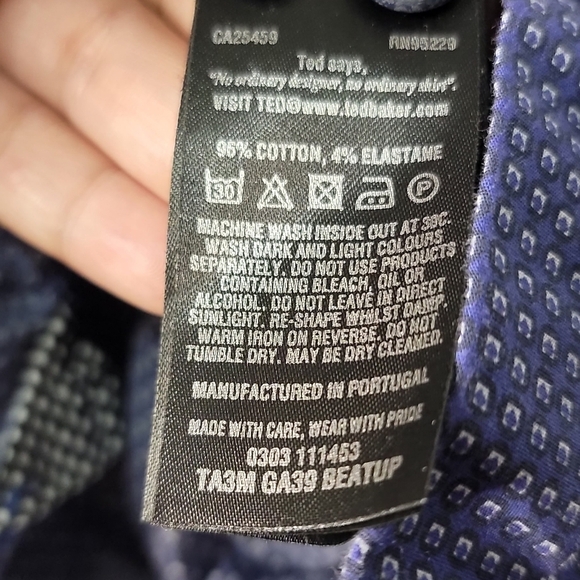 CA25459 RN95229
Ted says,
"No ordinary designer, no ordinary shirt".
VISIT TED@www.tedbaker.com
96% COTTON, 4% ELASTANE
30 P
MACHINE WASH INSIDE OUT AT 30C.
WASH DARK AND LIGHT COLOURS
SEPARATELY. DO NOT USE PRODUCTS
CONTAINING BLEACH, OIL OR
ALCOHOL. DO NOT LEAVE IN DIRECT
SUNLIGHT. RE-SHAPE WHILST DAMP.
WARM IRON ON REVERSE. DO NOT
TUMBLE DRY. MAY BE DRY CLEANED.
MANUFACTURED IN PORTUGAL
MADE WITH CARE, WEAR WITH PRIDE
0303 111453
TA3M GA39 BEATUP